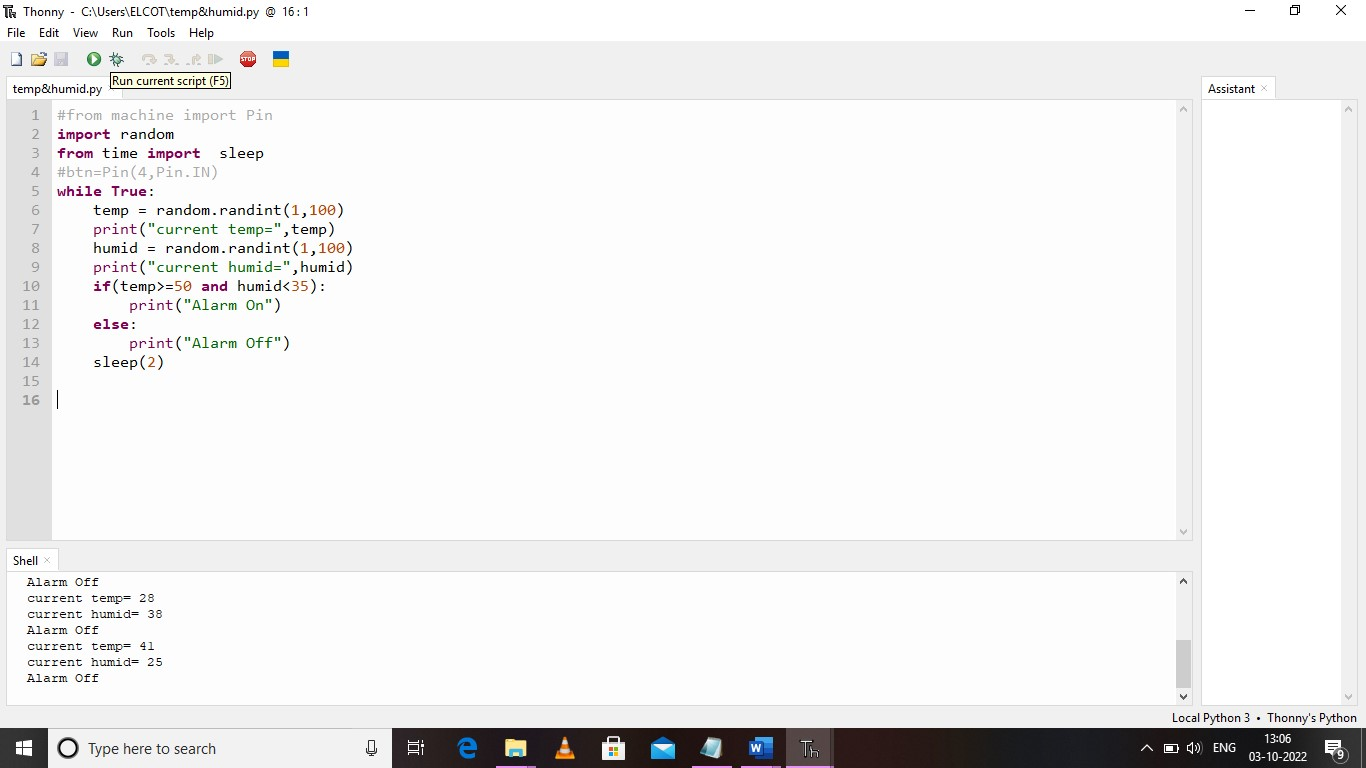 Thonny - C:\Users\ELCOT\temp&humid.py @ 16 : 1
File Edit View Run Tools Help
STOP
Run current script (F5)
temp&humid.py
Assistant
1 #from machine import Pin
2 import random
3 from time import  sleep
4 #btn=Pin(4,Pin.IN)
5 while True:
6     temp = random.randint(1,100)
7     print("current temp=",temp)
8     humid = random.randint(1,100)
9     print("current humid=",humid)
10     if(temp>=50 and humid<35):
11         print("Alarm On")
12     else:
13         print("Alarm Off")
14     sleep(2)
15
16
Shell
Alarm Off
current temp= 28
current humid= 38
Alarm Off
current temp= 41
current humid= 25
Alarm Off
Local Python 3 • Thonny's Python
Type here to search
ENG
13:06
03-10-2022
9